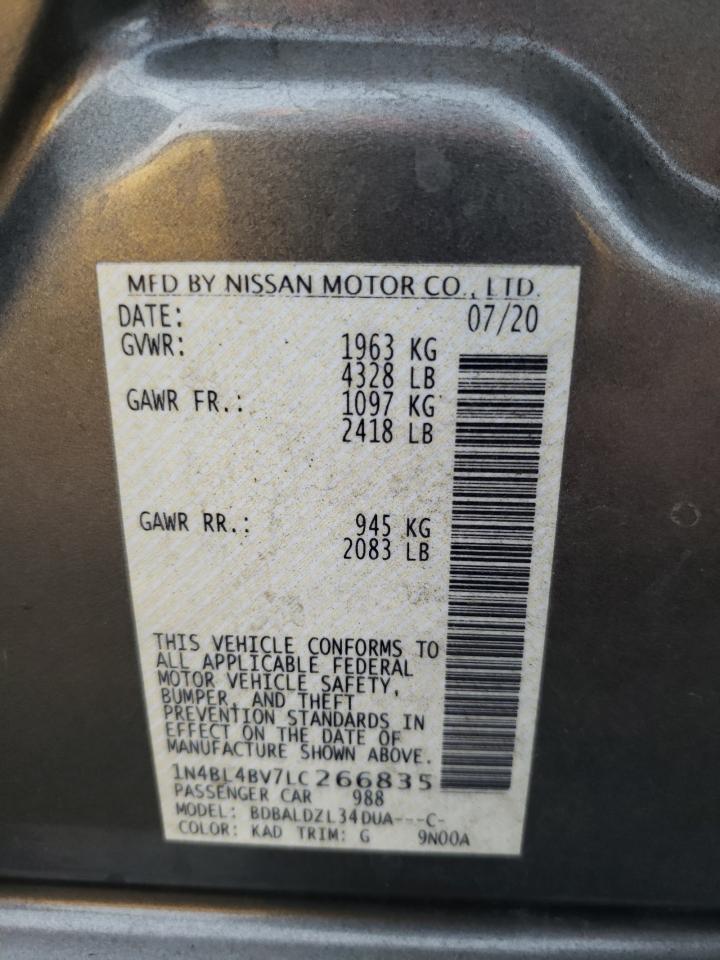 MFD BY NISSAN MOTOR CO., LTD.
DATE: 07/20
GVWR: 1963 KG
4328 LB
GAWR FR.: 1097 KG
2418 LB
GAWR RR.: 945 KG
2083 LB
THIS VEHICLE CONFORMS TO
ALL APPLICABLE FEDERAL
MOTOR VEHICLE SAFETY,
BUMPER, AND THEFT
PREVENTION STANDARDS IN
EFFECT ON THE DATE OF
MANUFACTURE SHOWN ABOVE.
1N4BL4BV7LC266835
PASSENGER CAR 988
MODEL: BDBALDZL34DUA---C-
COLOR: KAD TRIM: G 9N00A